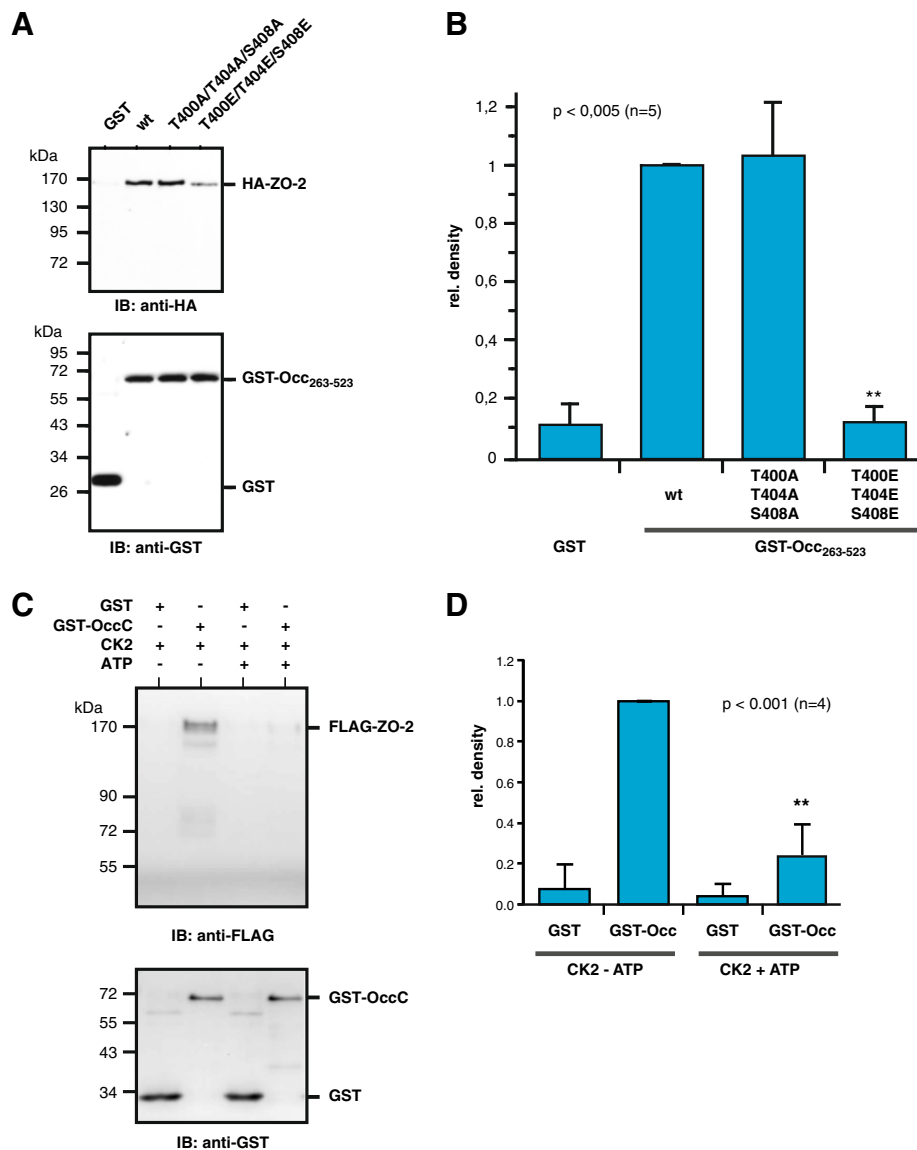 A
GST
wt
T400A/T404A/S408A
T400E/T404E/S408E
kDa
170
130
95
72
HA-ZO-2
IB: anti-HA
kDa
95
72
55
43
34
26
GST-Occ263-523
GST
IB: anti-GST
B
p < 0,005 (n=5)
rel. density
1,2
1
0,8
0,6
0,4
0,2
0
**
wt
T400A
T404A
S408A
T400E
T404E
S408E
GST
GST-Occ263-523
C
GST + - + -
GST-OccC - + - +
CK2 + + + +
ATP - - + +
kDa
170
90
72
55
FLAG-ZO-2
IB: anti-FLAG
72
55
43
34
GST-OccC
GST
IB: anti-GST
D
p < 0.001 (n=4)
rel. density
1.2
1.0
0.8
0.6
0.4
0.2
0.0
**
GST GST-Occ GST GST-Occ
CK2 - ATP CK2 + ATP